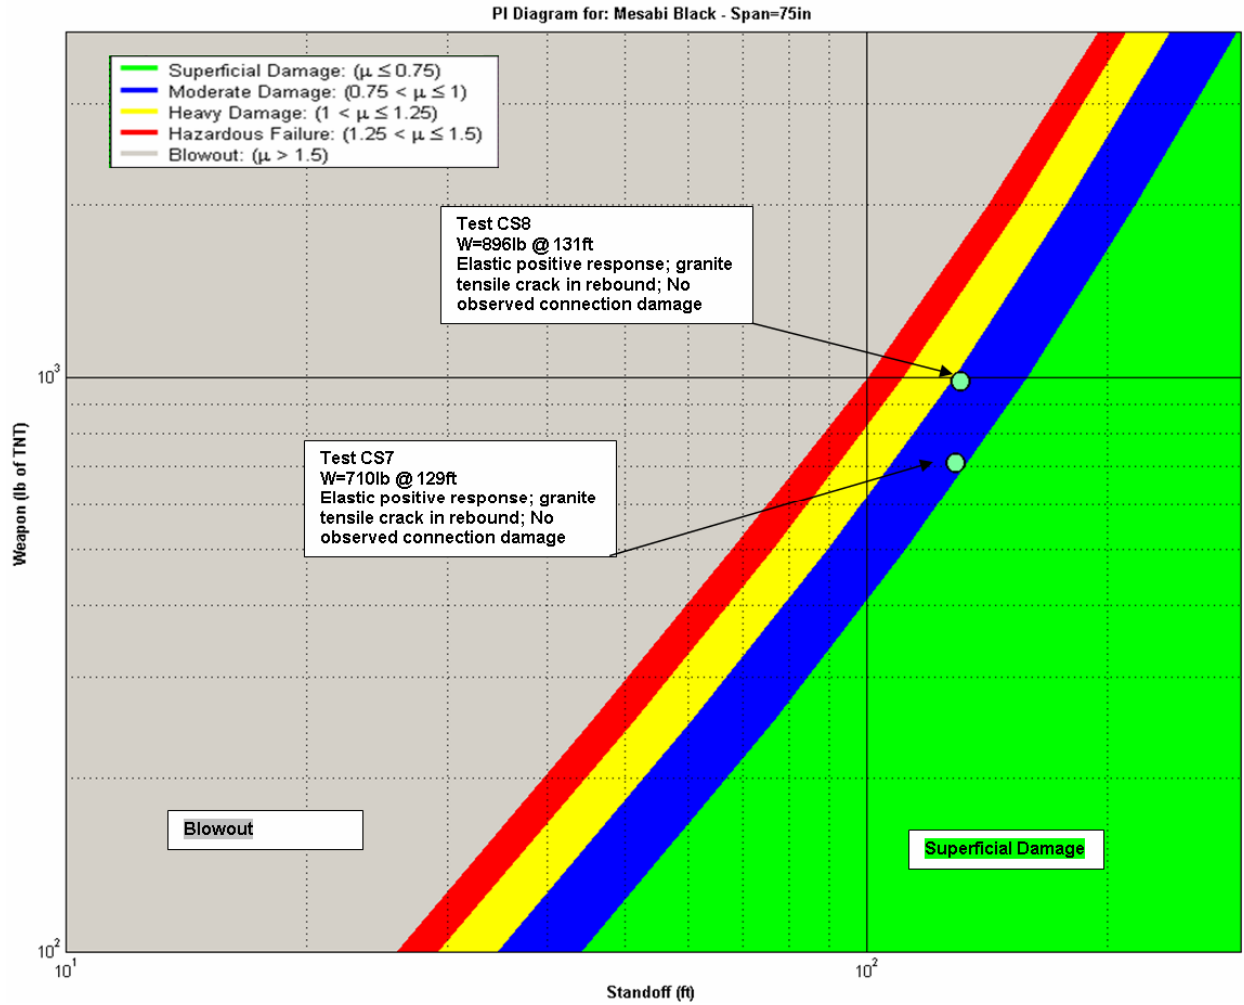 PI Diagram for: Mesabi Black - Span=75in
Superficial Damage: (μ ≤ 0.75)
Moderate Damage: (0.75 < μ ≤ 1)
Heavy Damage: (1 < μ ≤ 1.25)
Hazardous Failure: (1.25 < μ ≤ 1.5)
Blowout: (μ > 1.5)
Test CS8
W=896lb @ 131ft
Elastic positive response; granite
tensile crack in rebound; No
observed connection damage
10³
Test CS7
W=710lb @ 129ft
Elastic positive response; granite
tensile crack in rebound; No
observed connection damage
Weapon (lb of TNT)
Blowout
Superficial Damage
10²
10¹
10²
Standoff (ft)